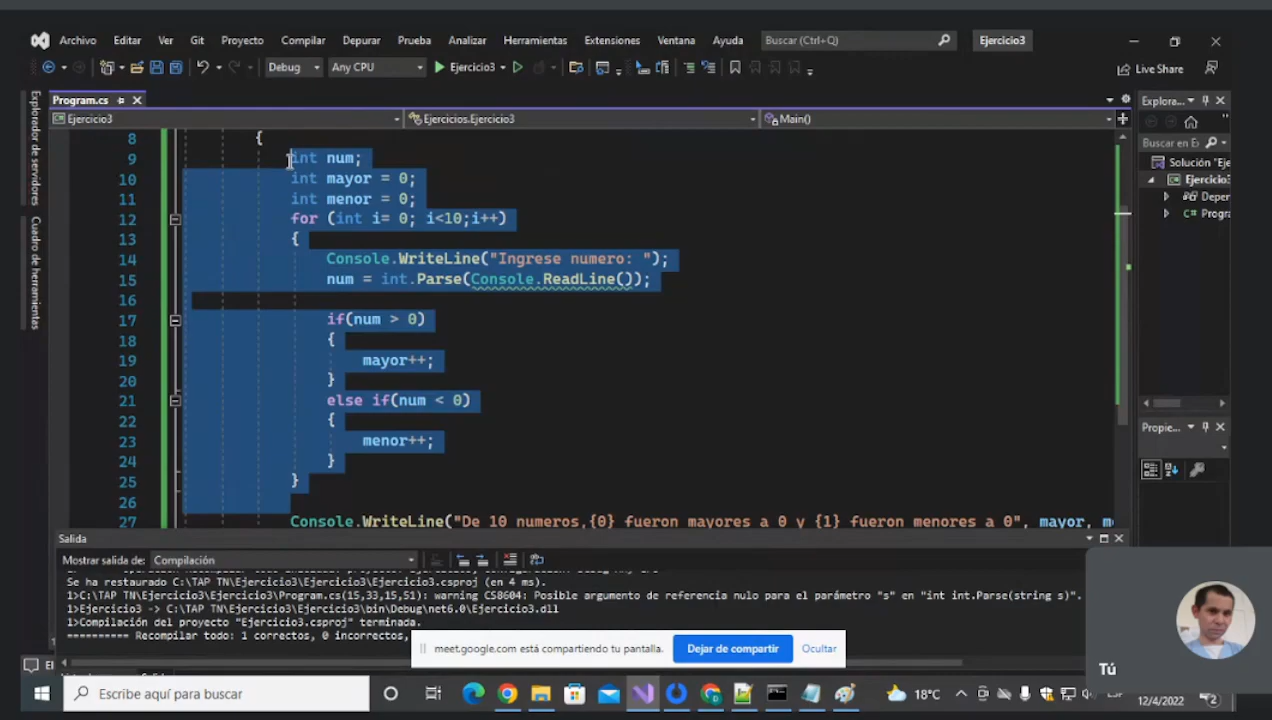 Archivo Editar Ver Git Proyecto Compilar Depurar Prueba Analizar Herramientas Extensiones Ventana Ayuda Buscar (Ctrl+Q) Ejercicio3
Debug Any CPU Ejercicio3 Live Share
Program.cs
Ejercicio3 Ejercicios.Ejercicio3 Main()
Explorador de servidores
Cuadro de herramientas
8 {
9 int num;
10 int mayor = 0;
11 int menor = 0;
12 for (int i= 0; i<10;i++)
13 {
14 Console.WriteLine("Ingrese numero: ");
15 num = int.Parse(Console.ReadLine());
16
17 if(num > 0)
18 {
19 mayor++;
20 }
21 else if(num < 0)
22 {
23 menor++;
24 }
25 }
26
27 Console.WriteLine("De 10 numeros,{0} fueron mayores a 0 y {1} fueron menores a 0", mayor, m
Explora...
Buscar en E
Solución "Eje
Ejercicio
Deper
Progra
Propie...
Salida
Mostrar salida de: Compilación
Se ha restaurado C:\TAP TN\Ejercicio3\Ejercicio3\Ejercicio3.csproj (en 4 ms).
1>C:\TAP TN\Ejercicio3\Ejercicio3\Program.cs(15,33,15,51): warning CS8604: Posible argumento de referencia nulo para el parámetro "s" en "int int.Parse(string s)".
1>Ejercicio3 -> C:\TAP TN\Ejercicio3\Ejercicio3\bin\Debug\net6.0\Ejercicio3.dll
1>Compilación del proyecto "Ejercicio3.csproj" terminada.
========== Recompilar todo: 1 correctos, 0 incorrectos,
meet.google.com está compartiendo tu pantalla. Dejar de compartir Ocultar
Tú
Escribe aquí para buscar
18°C
12/4/2022
2